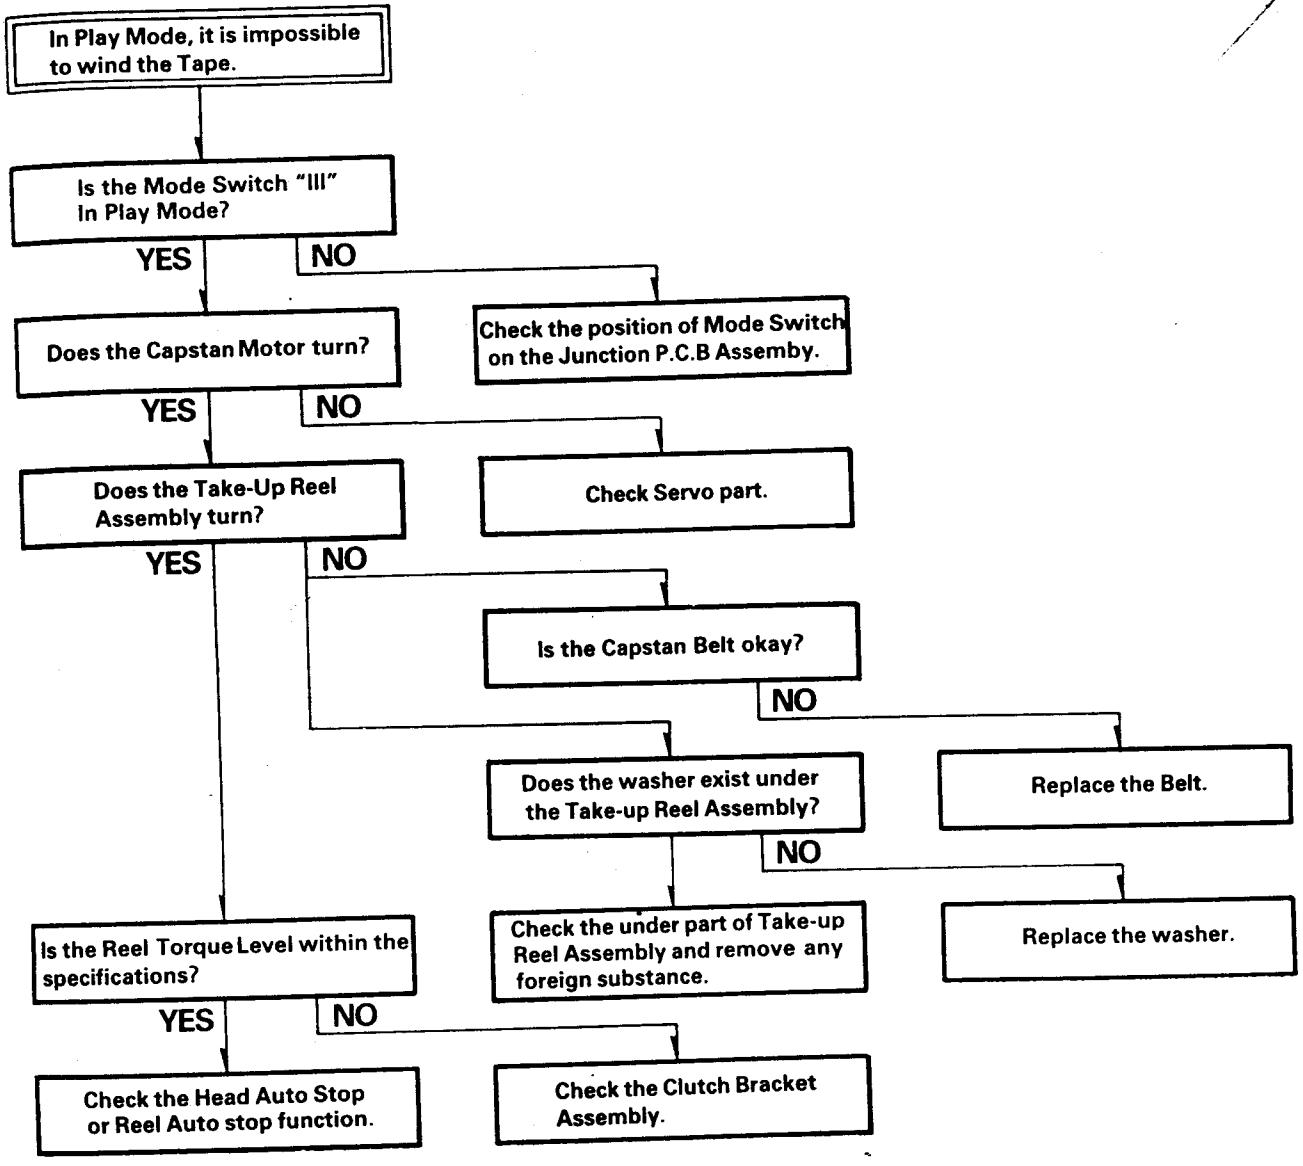 In Play Mode, it is impossible
to wind the Tape.
Is the Mode Switch "III"
In Play Mode?
YES
NO
Check the position of Mode Switch
on the Junction P.C.B Assemby.
Does the Capstan Motor turn?
YES
NO
Check Servo part.
Does the Take-Up Reel
Assembly turn?
YES
NO
Is the Capstan Belt okay?
NO
Replace the Belt.
Does the washer exist under
the Take-up Reel Assembly?
NO
Replace the washer.
Check the under part of Take-up
Reel Assembly and remove any
foreign substance.
Is the Reel Torque Level within the
specifications?
YES
NO
Check the Clutch Bracket
Assembly.
Check the Head Auto Stop
or Reel Auto stop function.